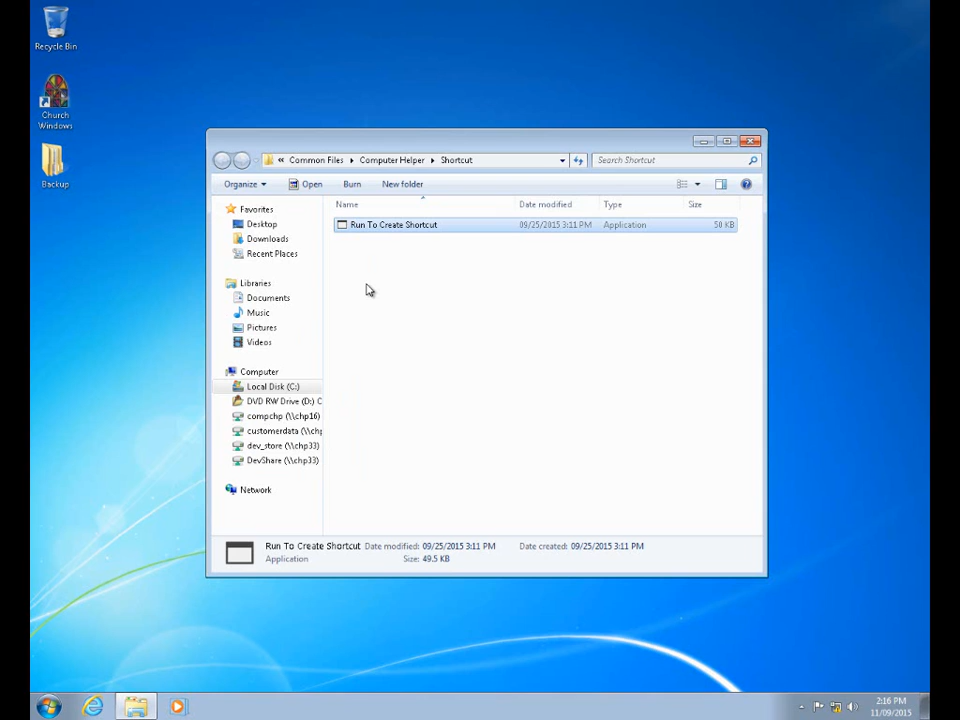 Recycle Bin
Church
Windows
Backup
« Common Files ▸ Computer Helper ▸ Shortcut
Search Shortcut
Organize
Open
Burn
New folder
Name
Date modified
Type
Size
Run To Create Shortcut
09/25/2015 3:11 PM
Application
50 KB
Favorites
Desktop
Downloads
Recent Places
Libraries
Documents
Music
Pictures
Videos
Computer
Local Disk (C:)
DVD RW Drive (D:) C
compchp (\\chp16)
customerdata (\\chp
dev_store (\\chp33)
DevShare (\\chp33)
Network
Run To Create Shortcut Date modified: 09/25/2015 3:11 PM Date created: 09/25/2015 3:11 PM
Application Size: 49.5 KB
2:16 PM
11/09/2015